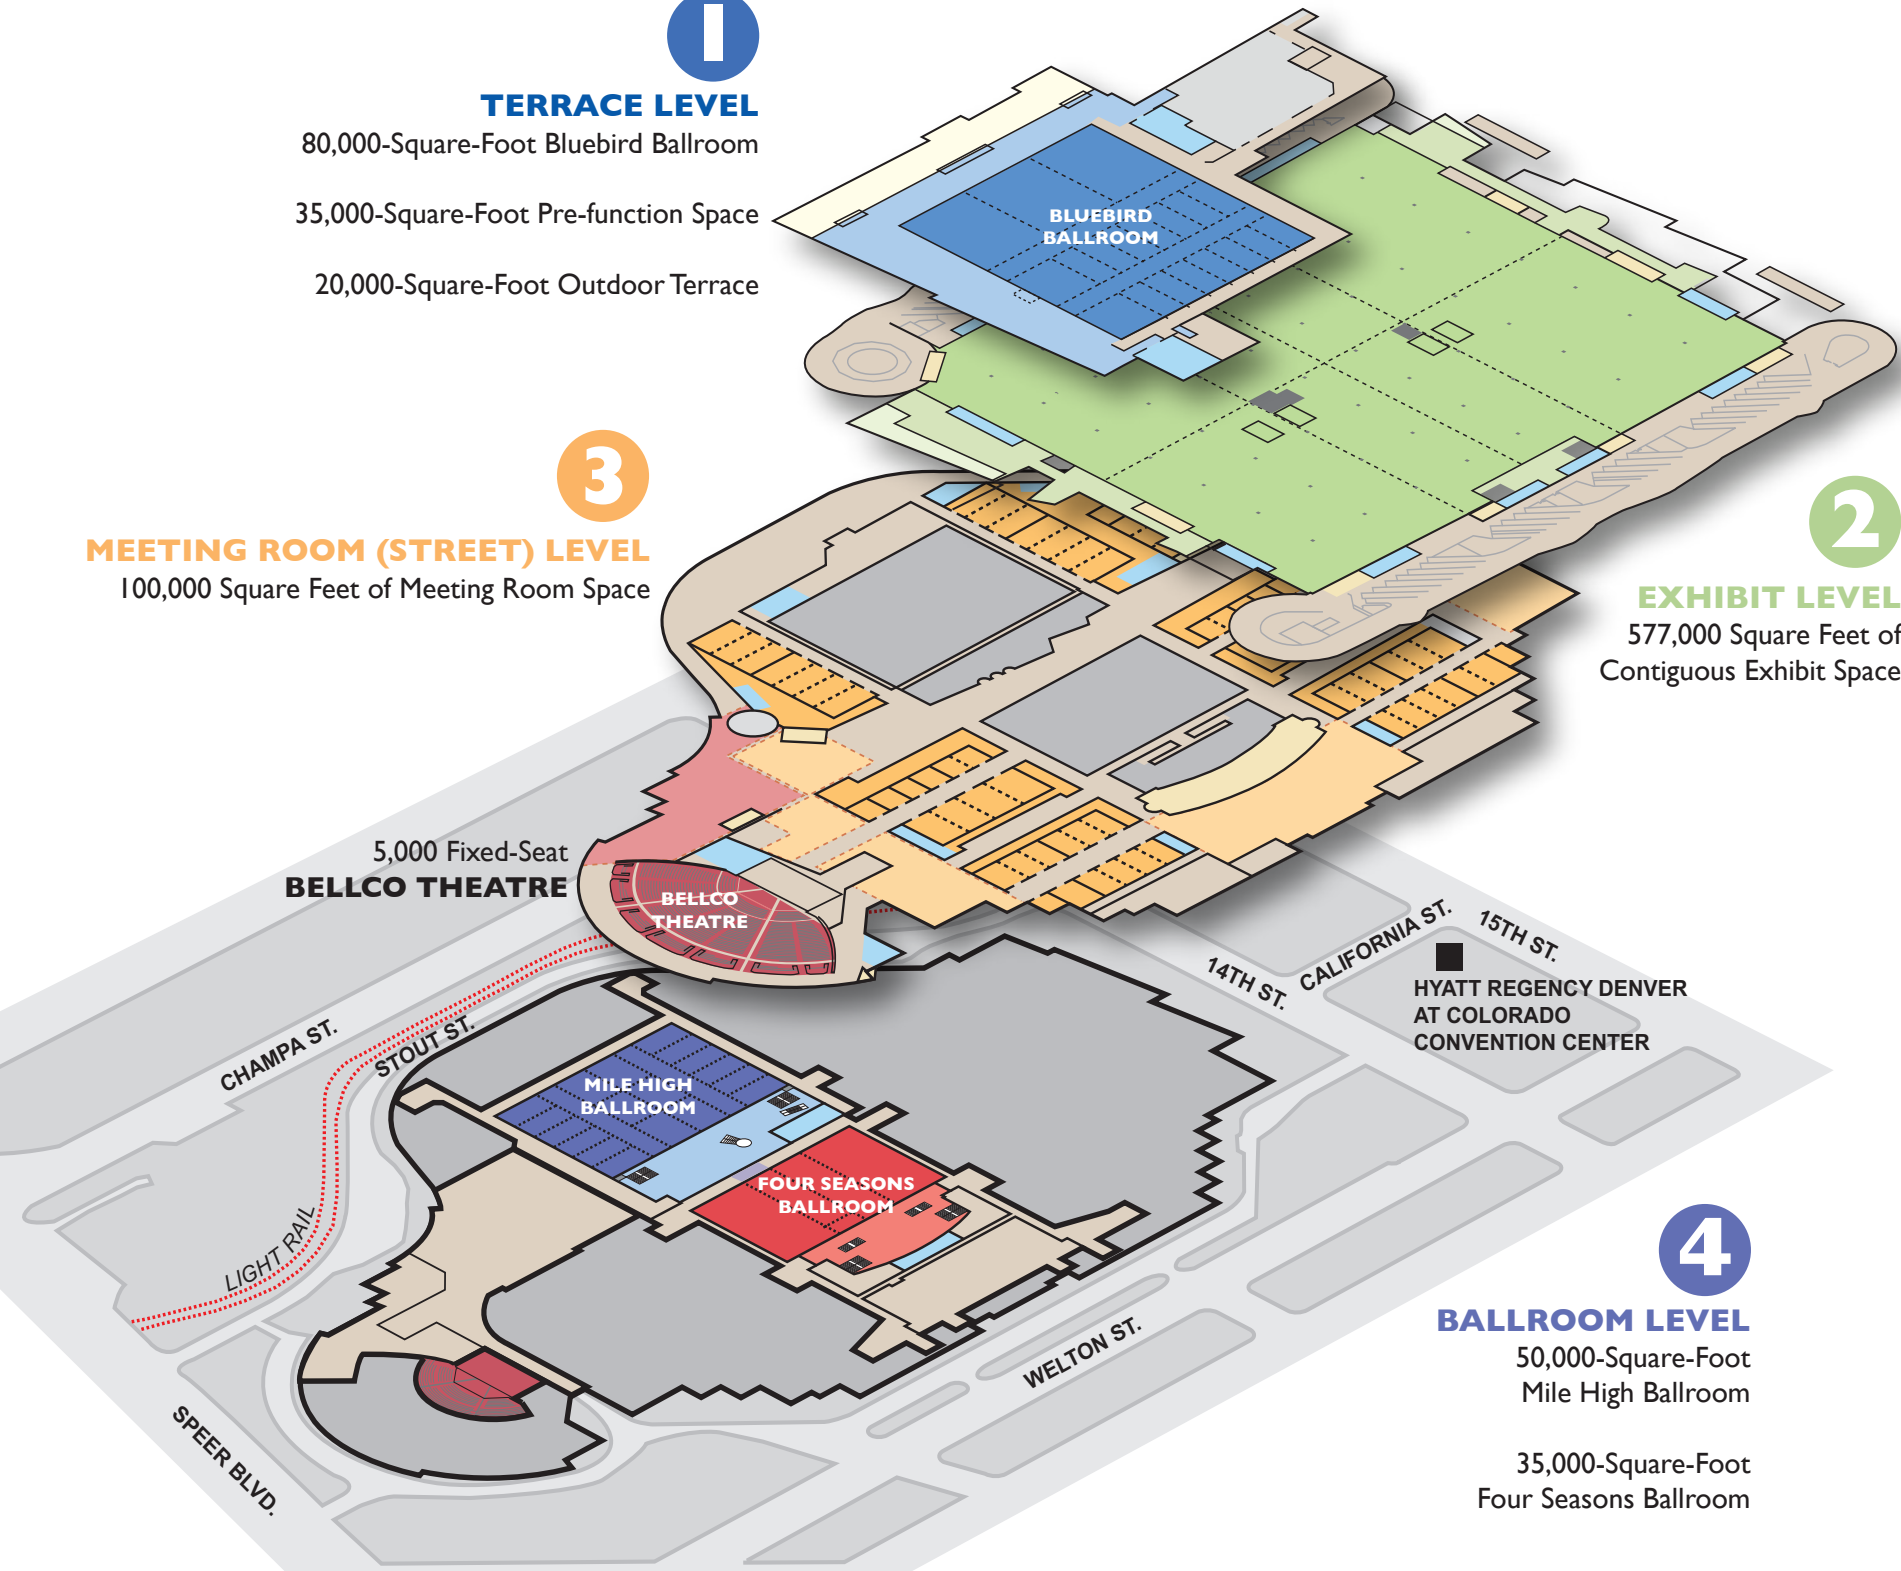 1
TERRACE LEVEL
80,000-Square-Foot Bluebird Ballroom
35,000-Square-Foot Pre-function Space
20,000-Square-Foot Outdoor Terrace
BLUEBIRD
BALLROOM
3
MEETING ROOM (STREET) LEVEL
100,000 Square Feet of Meeting Room Space
2
EXHIBIT LEVEL
577,000 Square Feet of
Contiguous Exhibit Space
5,000 Fixed-Seat
BELLCO THEATRE
BELLCO
THEATRE
CALIFORNIA ST.
15TH ST.
14TH ST.
HYATT REGENCY DENVER
AT COLORADO
CONVENTION CENTER
CHAMPA ST.
STOUT ST.
MILE HIGH
BALLROOM
FOUR SEASONS
BALLROOM
LIGHT RAIL
WELTON ST.
SPEER BLVD.
4
BALLROOM LEVEL
50,000-Square-Foot
Mile High Ballroom
35,000-Square-Foot
Four Seasons Ballroom